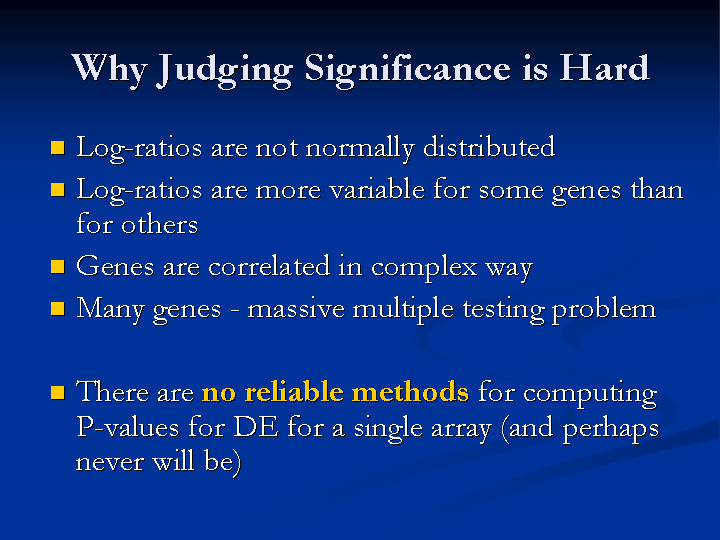 Why Judging Significance is Hard
Log-ratios are not normally distributed
Log-ratios are more variable for some genes than
for others
Genes are correlated in complex way
Many genes - massive multiple testing problem
There are no reliable methods for computing
P-values for DE for a single array (and perhaps
never will be)